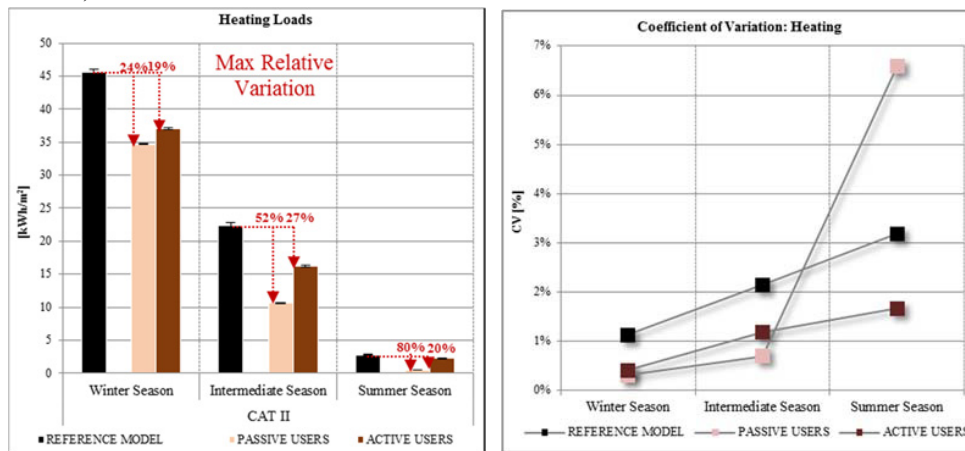 Heating Loads
50
45
40
35
30
25
20
15
10
5
0
[kWh/m²]
24% 19%
Max Relative
Variation
52% 27%
80% 20%
Winter Season Intermediate Season Summer Season
CAT II
REFERENCE MODEL PASSIVE USERS ACTIVE USERS
Coefficient of Variation: Heating
7%
6%
5%
4%
3%
2%
1%
0%
CV [%]
Winter Season Intermediate Season Summer Season
REFERENCE MODEL PASSIVE USERS ACTIVE USERS